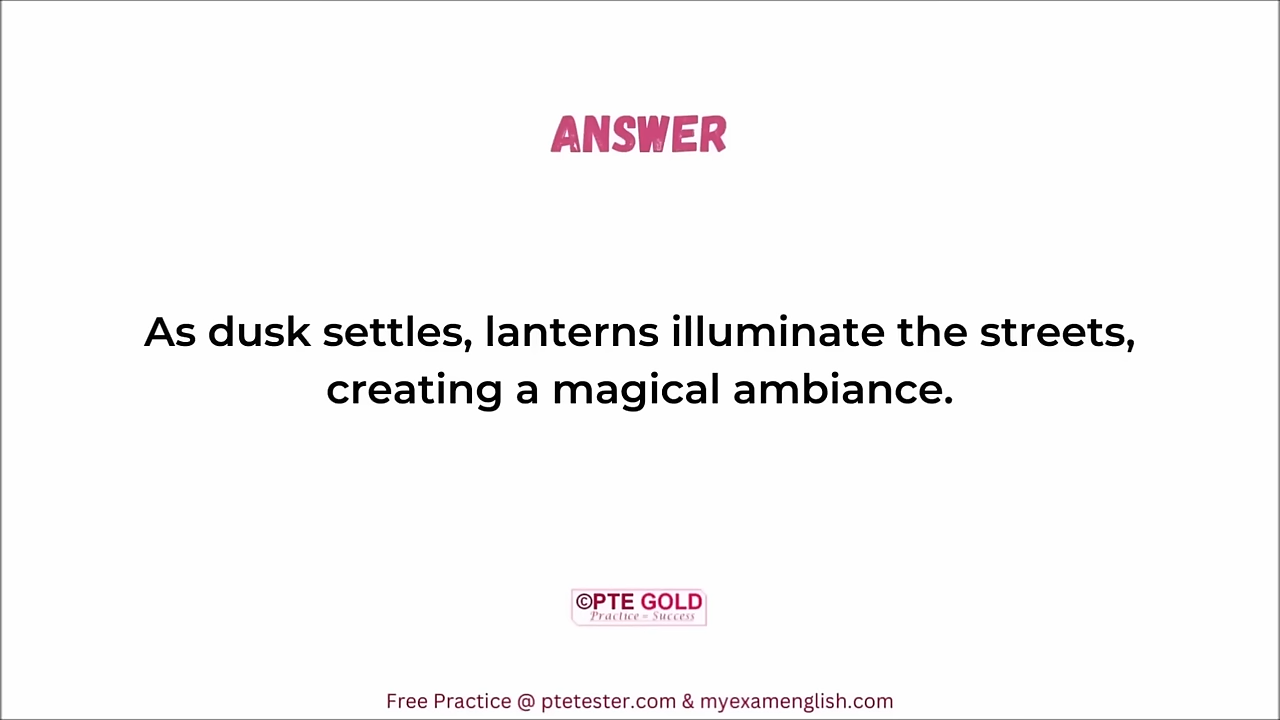 ANSWER
As dusk settles, lanterns illuminate the streets,
creating a magical ambiance.
©PTE GOLD
Practice = Success
Free Practice @ ptetester.com & myexamenglish.com